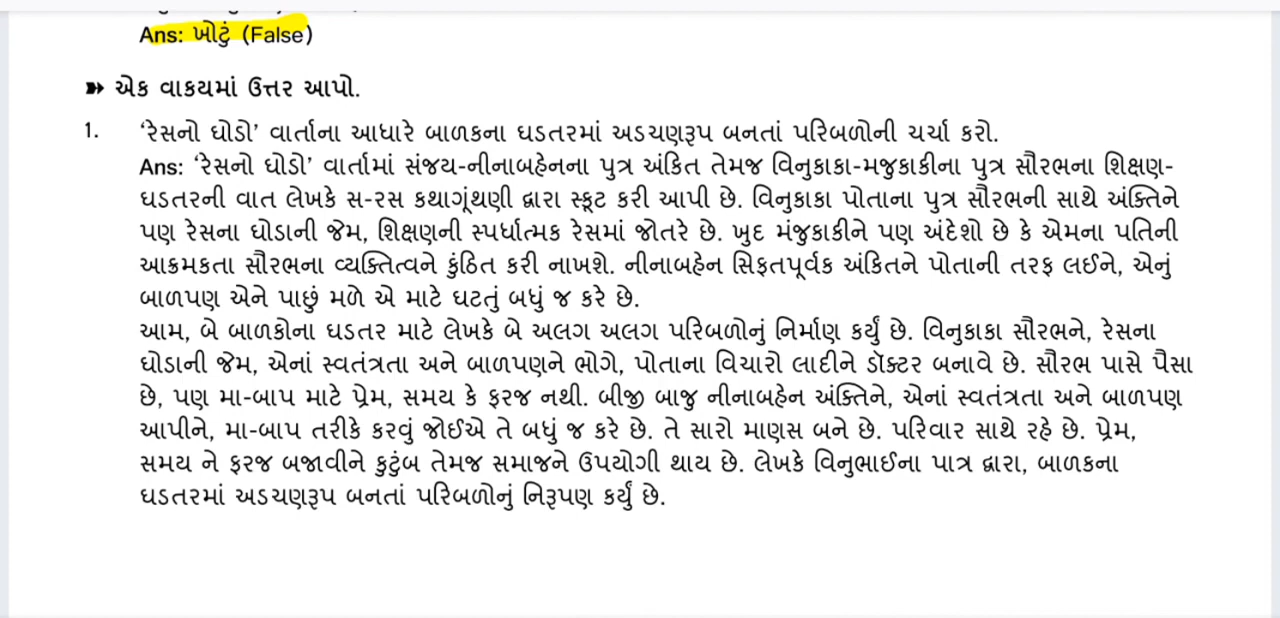 Ans: ખોટું (False)
➽ એક વાકયમાં ઉત્તર આપો.
1. ‘રેસનો ઘોડો’ વાર્તાના આધારે બાળકના ઘડતરમાં અડચણરૂપ બનતાં પરિબળોની ચર્ચા કરો.
Ans: ‘રેસનો ઘોડો’ વાર્તામાં સંજય-નીનાબહેનના પુત્ર અંકિત તેમજ વિનુકાકા-મજુકાકીના પુત્ર સૌરભના શિક્ષણ-
ઘડતરની વાત લેખકે સ-રસ કથાગૂંથણી દ્વારા સ્ફૂટ કરી આપી છે. વિનુકાકા પોતાના પુત્ર સૌરભની સાથે અંક્તિને
પણ રેસના ઘોડાની જેમ, શિક્ષણની સ્પર્ધાત્મક રેસમાં જોતરે છે. ખુદ મંજુકાકીને પણ અંદેશો છે કે એમના પતિની
આક્રમકતા સૌરભના વ્યક્તિત્વને કુંઠિત કરી નાખશે. નીનાબહેન સિફતપૂર્વક અંકિતને પોતાની તરફ લઈને, એનું
બાળપણ એને પાછું મળે એ માટે ઘટતું બધું જ કરે છે.
આમ, બે બાળકોના ઘડતર માટે લેખકે બે અલગ અલગ પરિબળોનું નિર્માણ કર્યું છે. વિનુકાકા સૌરભને, રેસના
ઘોડાની જેમ, એનાં સ્વતંત્રતા અને બાળપણને ભોગે, પોતાના વિચારો લાદીને ડૉક્ટર બનાવે છે. સૌરભ પાસે પૈસા
છે, પણ મા-બાપ માટે પ્રેમ, સમય કે ફરજ નથી. બીજી બાજુ નીનાબહેન અંક્તિને, એનાં સ્વતંત્રતા અને બાળપણ
આપીને, મા-બાપ તરીકે કરવું જોઈએ તે બધું જ કરે છે. તે સારો માણસ બને છે. પરિવાર સાથે રહે છે. પ્રેમ,
સમય ને ફરજ બજાવીને કુટુંબ તેમજ સમાજને ઉપયોગી થાય છે. લેખકે વિનુભાઈના પાત્ર દ્વારા, બાળકના
ઘડતરમાં અડચણરૂપ બનતાં પરિબળોનું નિરૂપણ કર્યું છે.